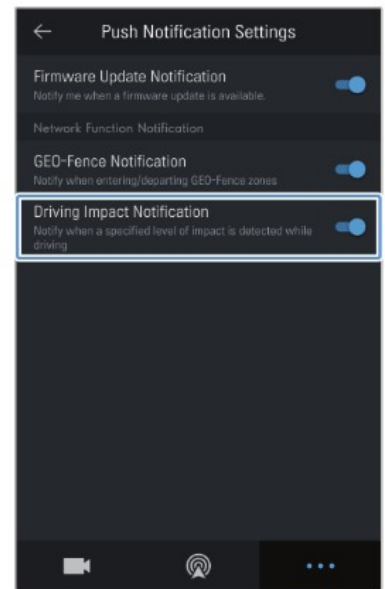 Push Notification Settings
Firmware Update Notification
Notify me when a firmware update is available.
Network Function Notification
GEO-Fence Notification
Notify when entering/departing GEO-Fence zones
Driving Impact Notification
Notify when a specified level of impact is detected while
driving